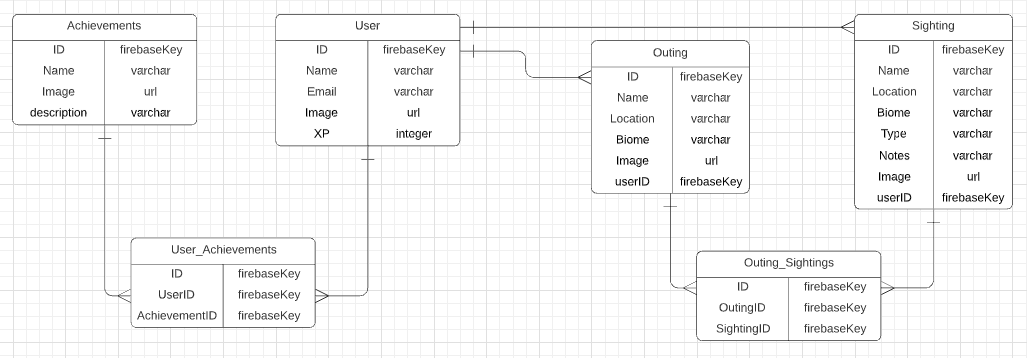 Achievements
ID firebaseKey
Name varchar
Image url
description varchar
User
ID firebaseKey
Name varchar
Email varchar
Image url
XP integer
Outing
ID firebaseKey
Name varchar
Location varchar
Biome varchar
Image url
userID firebaseKey
Sighting
ID firebaseKey
Name varchar
Location varchar
Biome varchar
Type varchar
Notes varchar
Image url
userID firebaseKey
User_Achievements
ID firebaseKey
UserID firebaseKey
AchievementID firebaseKey
Outing_Sightings
ID firebaseKey
OutingID firebaseKey
SightingID firebaseKey